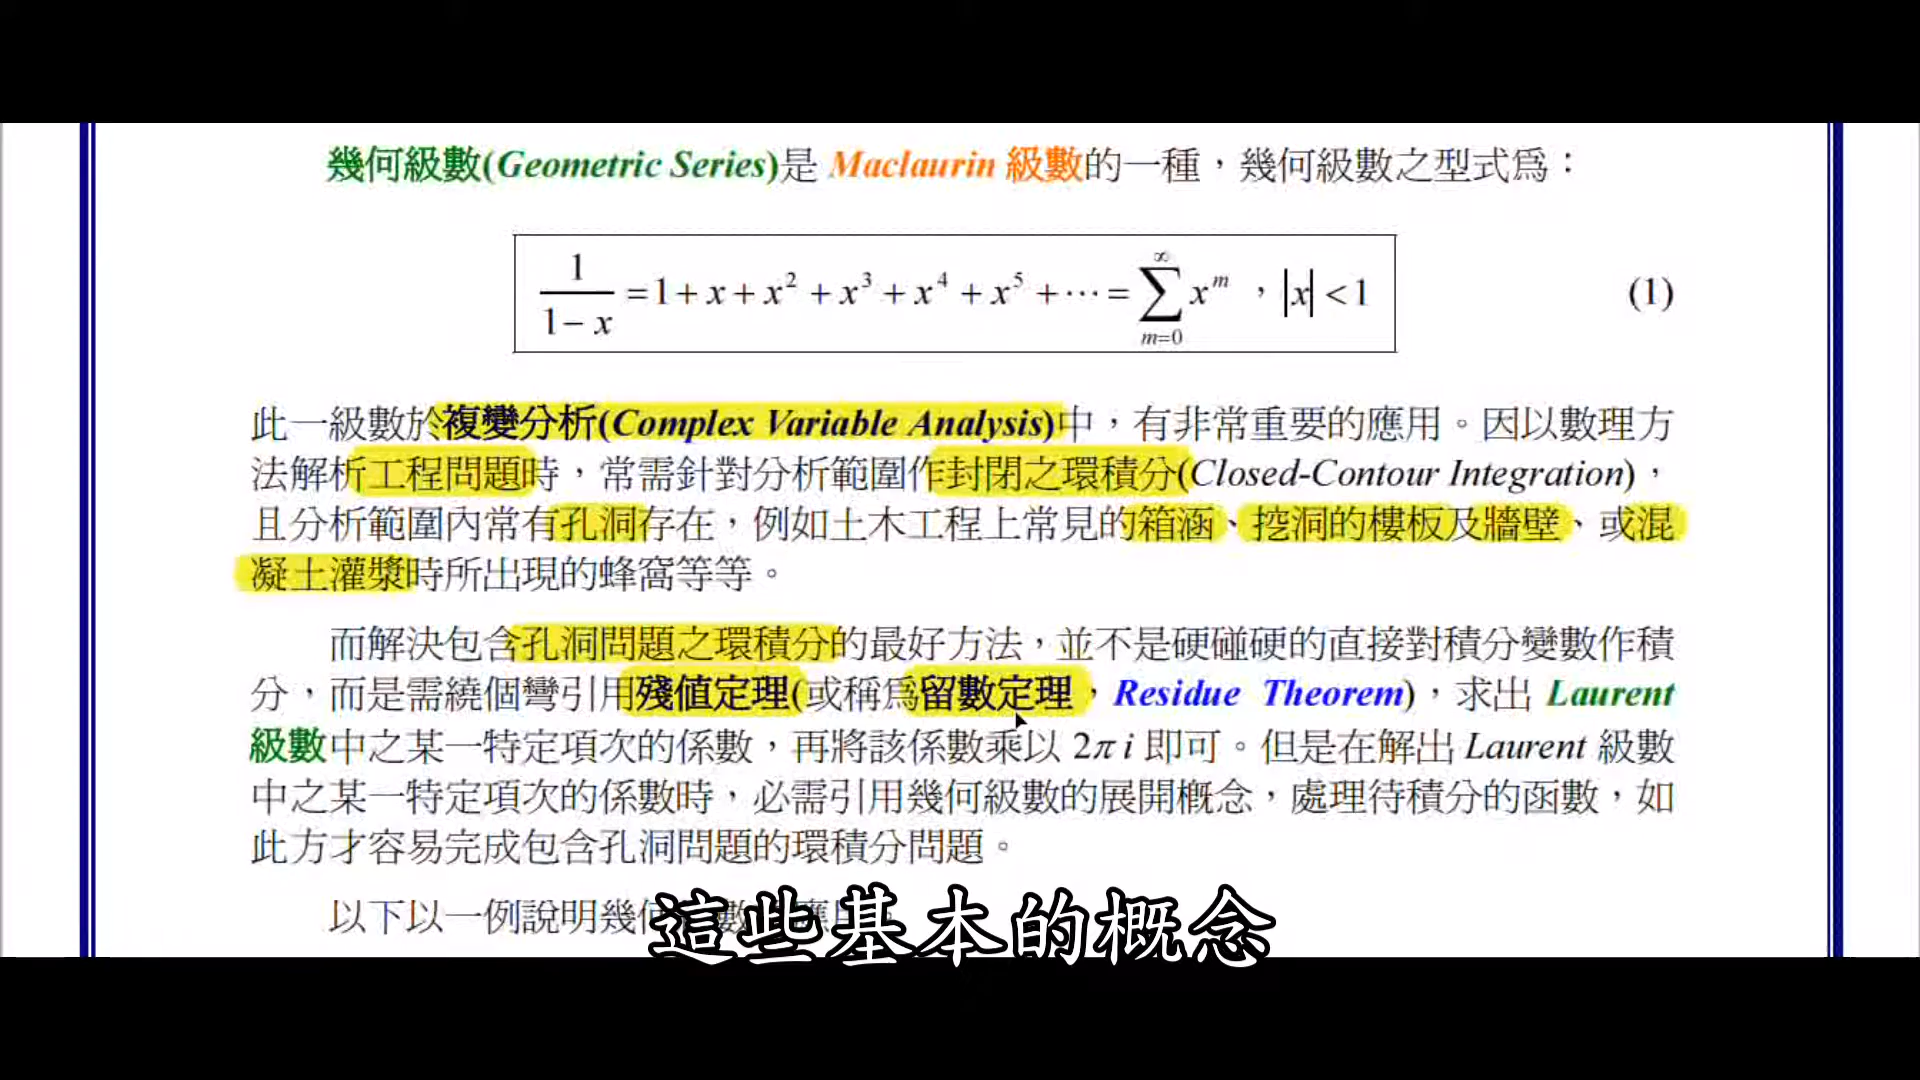 幾何級數(Geometric Series)是 Maclaurin 級數的一種，幾何級數之型式為：
1/(1−x) = 1 + x + x² + x³ + x⁴ + x⁵ + ⋯ = ∑_{m=0}^{∞} x^m ，|x| < 1 (1)
此一級數於複變分析(Complex Variable Analysis)中，有非常重要的應用。因以數理方
法解析工程問題時，常需針對分析範圍作封閉之環積分(Closed-Contour Integration)，
且分析範圍內常有孔洞存在，例如土木工程上常見的箱涵、挖洞的樓板及牆壁、或混
凝土灌漿時所出現的蜂窩等等。
而解決包含孔洞問題之環積分的最好方法，並不是硬碰硬的直接對積分變數作積
分，而是需繞個彎引用殘值定理(或稱為留數定理，Residue Theorem)，求出 Laurent
級數中之某一特定項次的係數，再將該係數乘以 2π i 即可。但是在解出 Laurent 級數
中之某一特定項次的係數時，必需引用幾何級數的展開概念，處理待積分的函數，如
此方才容易完成包含孔洞問題的環積分問題。
以下以一例說明幾何
這些基本的概念